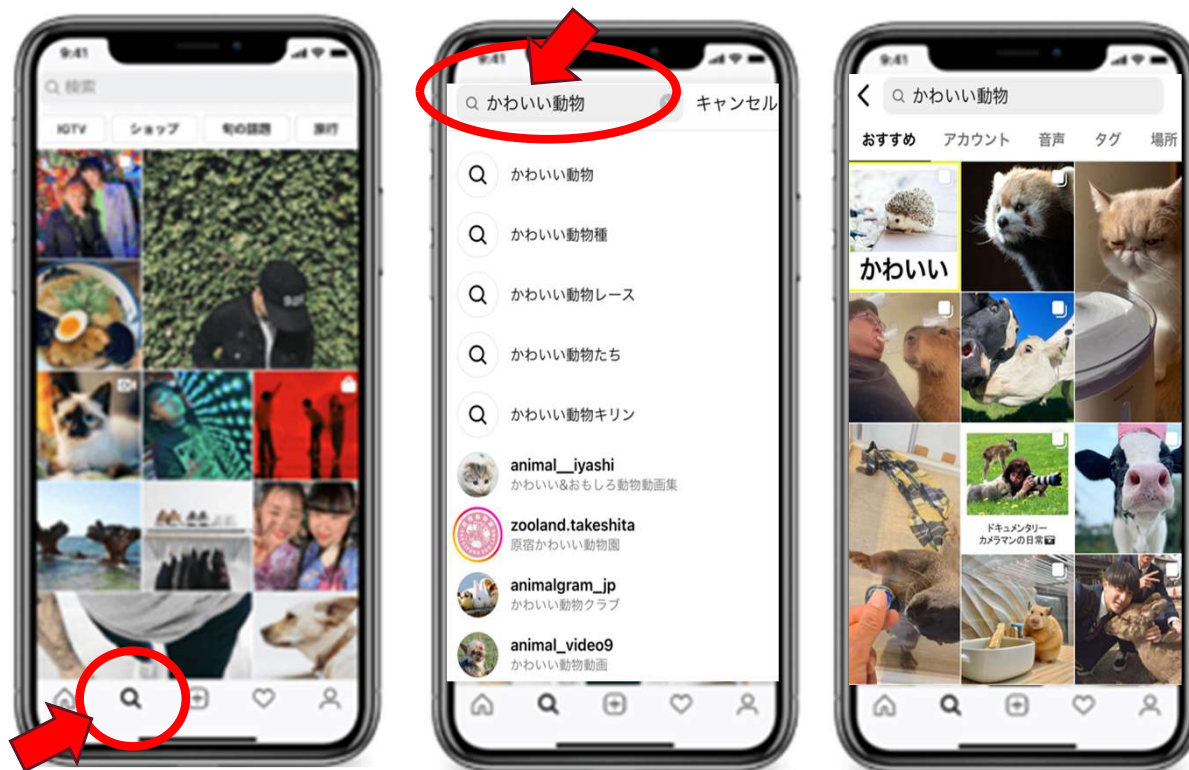 9:41
検索
IGTV
ショップ
旬の話題
旅行
9:41
かわいい動物
キャンセル
かわいい動物
かわいい動物種
かわいい動物レース
かわいい動物たち
かわいい動物キリン
animal__iyashi
かわいい&おもしろ動物動画集
zooland.takeshita
原宿かわいい動物園
animalgram_jp
かわいい動物クラブ
animal_video9
かわいい動物動画
9:41
かわいい動物
おすすめ
アカウント
音声
タグ
場所
かわいい
ドキュメンタリー
カメラマンの日常